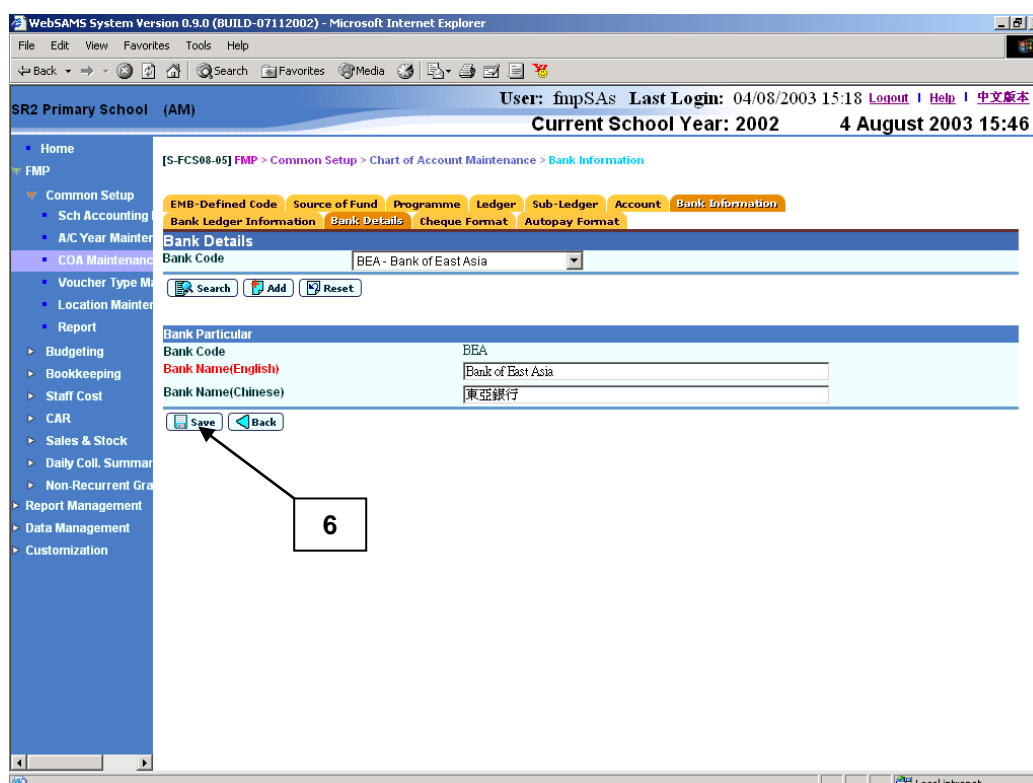 WebSAMS System Version 0.9.0 (BUILD-07112002) - Microsoft Internet Explorer
File Edit View Favorites Tools Help
Back Search Favorites Media
SR2 Primary School (AM)
User: fmpSAs Last Login: 04/08/2003 15:18 Logout | Help | 中文版本
Current School Year: 2002 4 August 2003 15:46
Home
FMP
Common Setup
Sch Accounting
A/C Year Mainter
COA Maintenanc
Voucher Type Ma
Location Mainter
Report
Budgeting
Bookkeeping
Staff Cost
CAR
Sales & Stock
Daily Coll. Summar
Non-Recurrent Gra
Report Management
Data Management
Customization
[S-FCS08-05] FMP > Common Setup > Chart of Account Maintenance > Bank Information
EMB-Defined Code Source of Fund Programme Ledger Sub-Ledger Account Bank Information
Bank Ledger Information Bank Details Cheque Format Autopay Format
Bank Details
Bank Code BEA - Bank of East Asia
Search Add Reset
Bank Particular
Bank Code BEA
Bank Name(English) Bank of East Asia
Bank Name(Chinese) 東亞銀行
Save Back
6
Local intranet